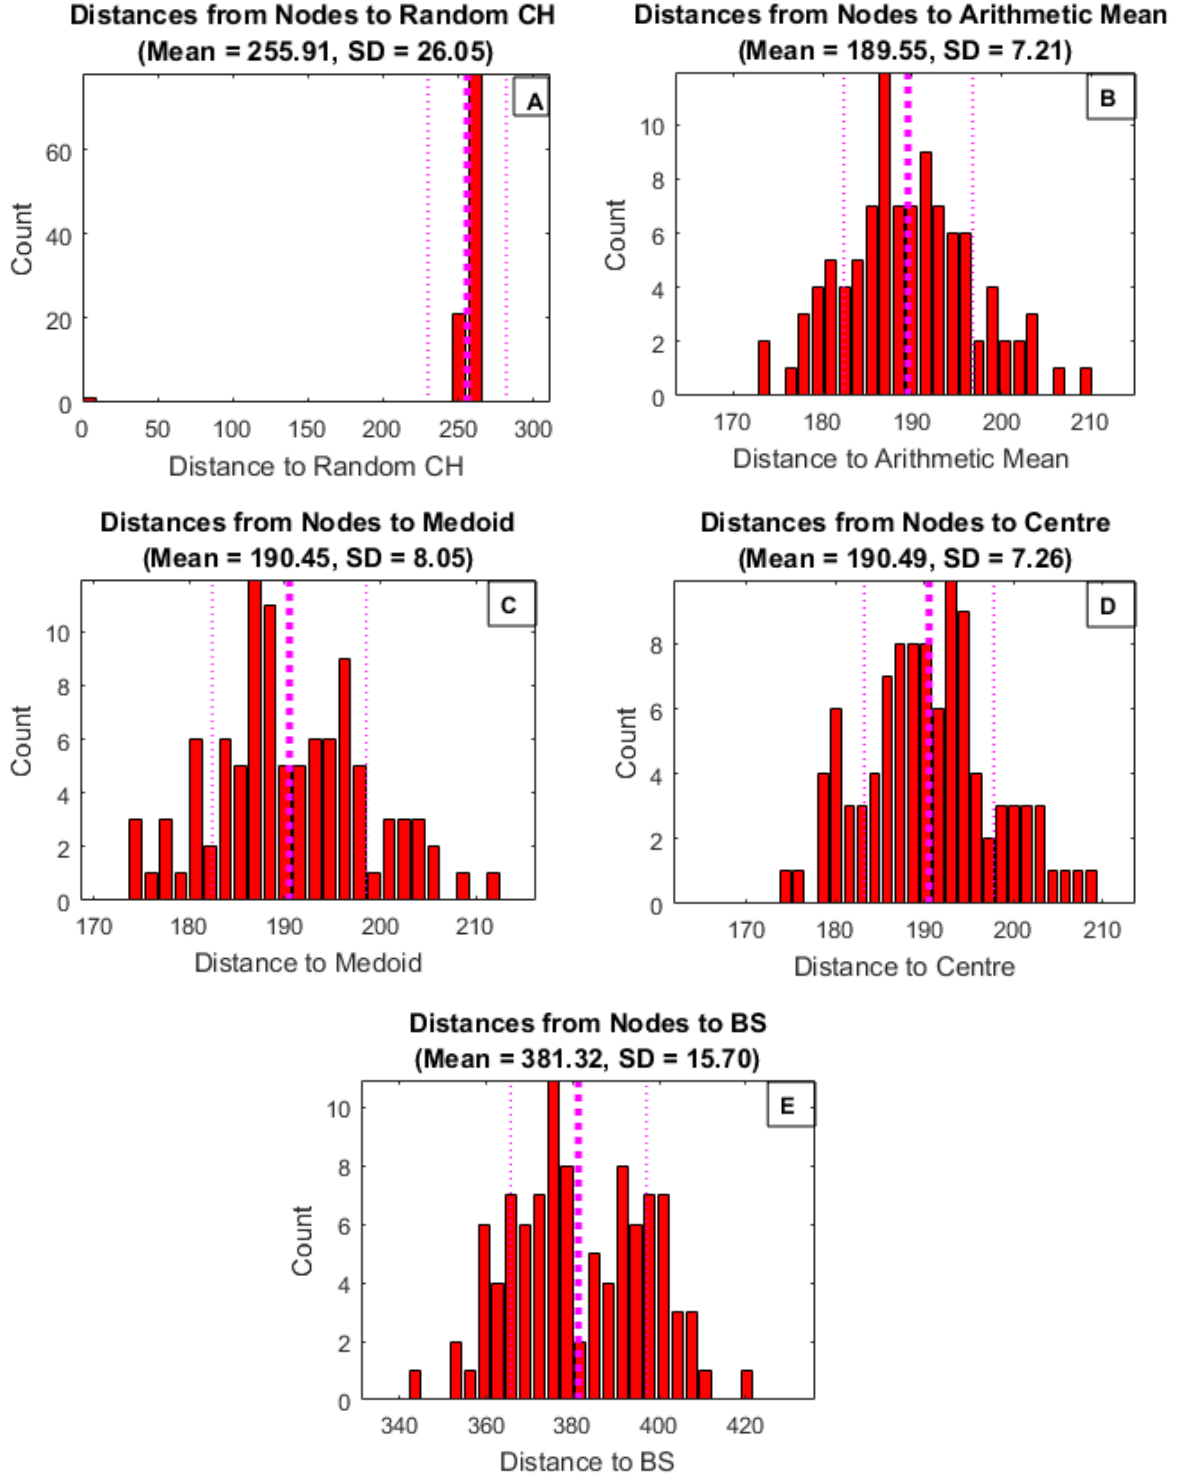 Distances from Nodes to Random CH
(Mean = 255.91, SD = 26.05)
A
60
40
20
0
Count
0 50 100 150 200 250 300
Distance to Random CH
Distances from Nodes to Arithmetic Mean
(Mean = 189.55, SD = 7.21)
B
10
8
6
4
2
0
Count
170 180 190 200 210
Distance to Arithmetic Mean
Distances from Nodes to Medoid
(Mean = 190.45, SD = 8.05)
C
10
8
6
4
2
0
Count
170 180 190 200 210
Distance to Medoid
Distances from Nodes to Centre
(Mean = 190.49, SD = 7.26)
D
8
6
4
2
0
Count
170 180 190 200 210
Distance to Centre
Distances from Nodes to BS
(Mean = 381.32, SD = 15.70)
E
10
8
6
4
2
0
Count
340 360 380 400 420
Distance to BS